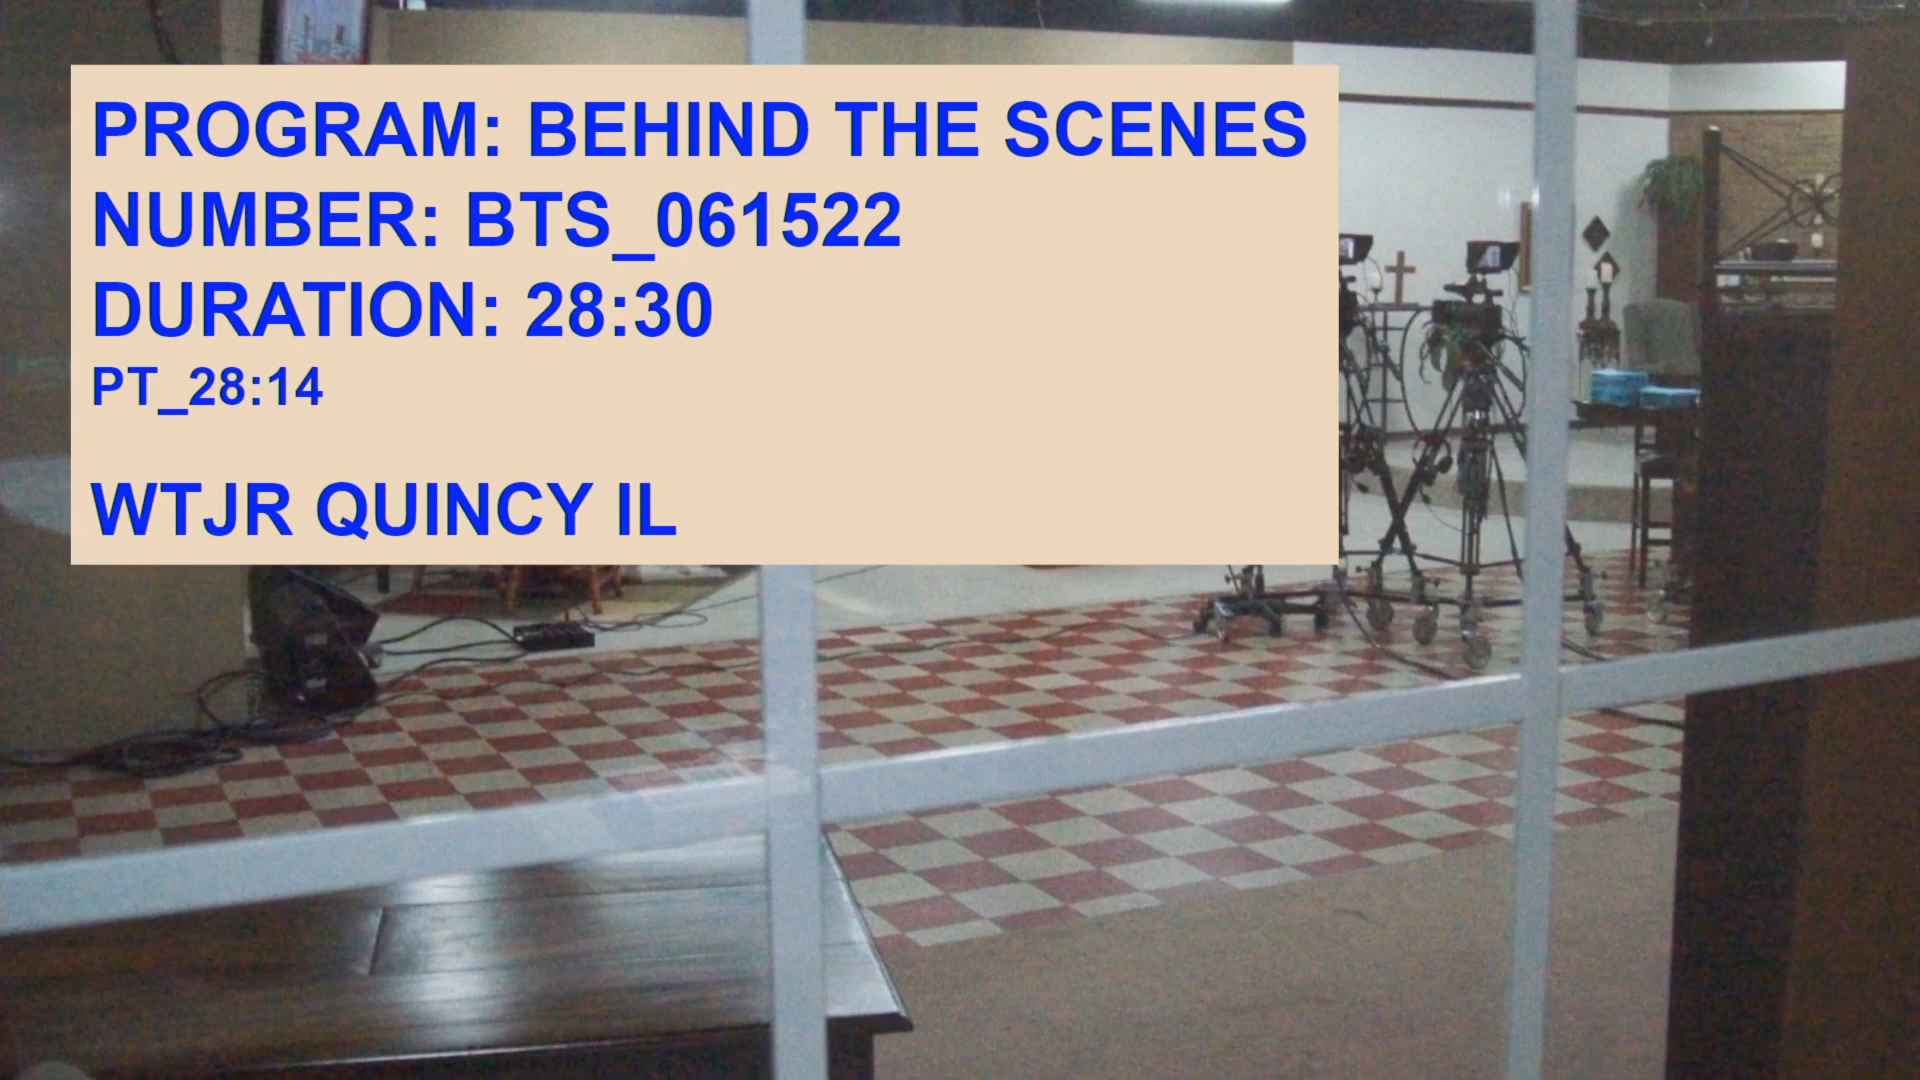 PROGRAM: BEHIND THE SCENES
NUMBER: BTS_061522
DURATION: 28:30
PT_28:14
WTJR QUINCY IL